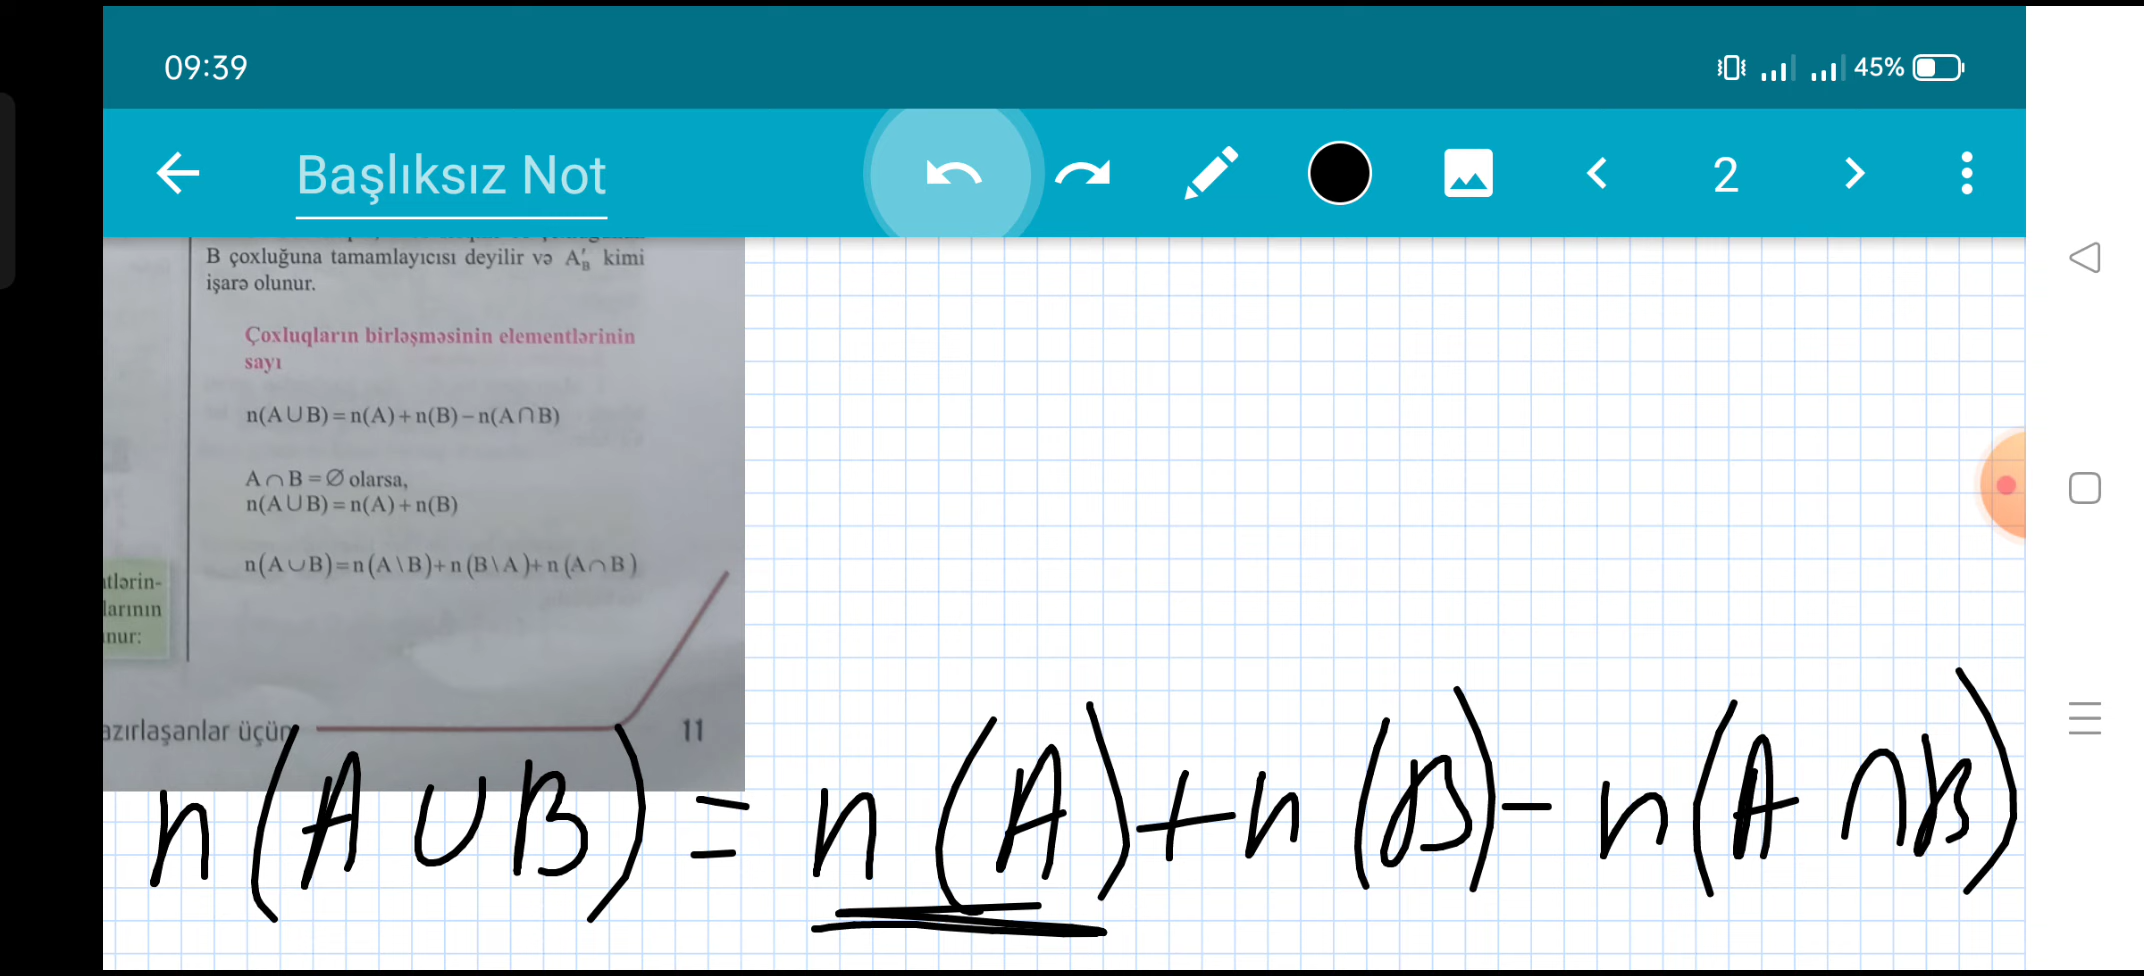 09:39
45%
Başlıksız Not
2
B çoxluğuna tamamlayıcısı deyilir və A′B kimi
işarə olunur.
Çoxluqların birləşməsinin elementlərinin
sayı
n(A∪B)=n(A)+n(B)−n(A∩B)
A∩B=∅ olarsa,
n(A∪B)=n(A)+n(B)
n(A∪B)=n(A\B)+n(B\A)+n(A∩B)
tlərin-
larının
nur:
azırlaşanlar üçün
11
n(A∪B)=n(A)+n(B)−n(A∩B)